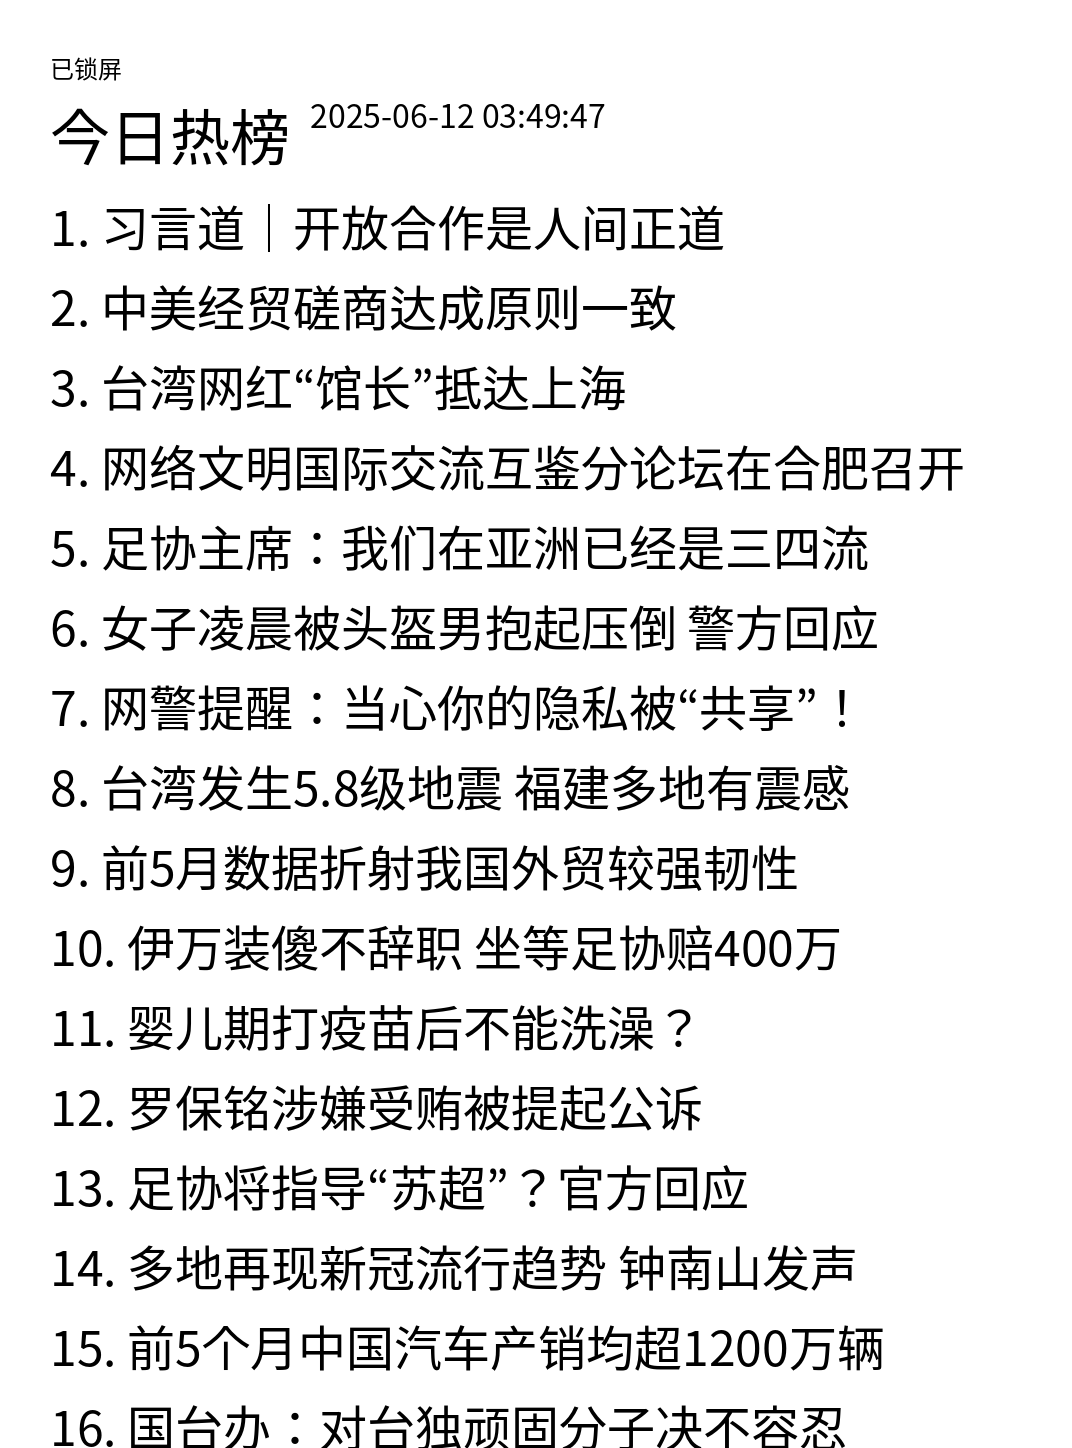 已锁屏
今日热榜 2025-06-12 03:49:47
1. 习言道｜开放合作是人间正道
2. 中美经贸磋商达成原则一致
3. 台湾网红“馆长”抵达上海
4. 网络文明国际交流互鉴分论坛在合肥召开
5. 足协主席：我们在亚洲已经是三四流
6. 女子凌晨被头盔男抱起压倒 警方回应
7. 网警提醒：当心你的隐私被“共享”！
8. 台湾发生5.8级地震 福建多地有震感
9. 前5月数据折射我国外贸较强韧性
10. 伊万装傻不辞职 坐等足协赔400万
11. 婴儿期打疫苗后不能洗澡？
12. 罗保铭涉嫌受贿被提起公诉
13. 足协将指导“苏超”？官方回应
14. 多地再现新冠流行趋势 钟南山发声
15. 前5个月中国汽车产销均超1200万辆
16. 国台办：对台独顽固分子决不容忍